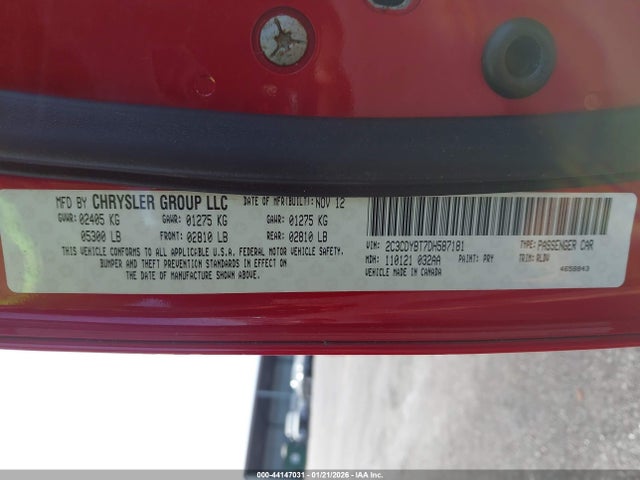 MFD BY CHRYSLER GROUP LLC DATE OF MFR(BUILT): NOV 12
GVWR: 02405 KG GAWR: 01275 KG GAWR: 01275 KG
05300 LB FRONT: 02810 LB REAR: 02810 LB
THIS VEHICLE CONFORMS TO ALL APPLICABLE U.S.A. FEDERAL MOTOR VEHICLE SAFETY,
BUMPER AND THEFT PREVENTION STANDARDS IN EFFECT ON
THE DATE OF MANUFACTURE SHOWN ABOVE.
VIN: 2C3CDYBT7DH587181 TYPE: PASSENGER CAR
MDH: 110121 032AA PAINT: PRY TRIM: RLDV
VEHICLE MADE IN CANADA 4658843
000-44147031 - 01/21/2026 - IAA Inc.